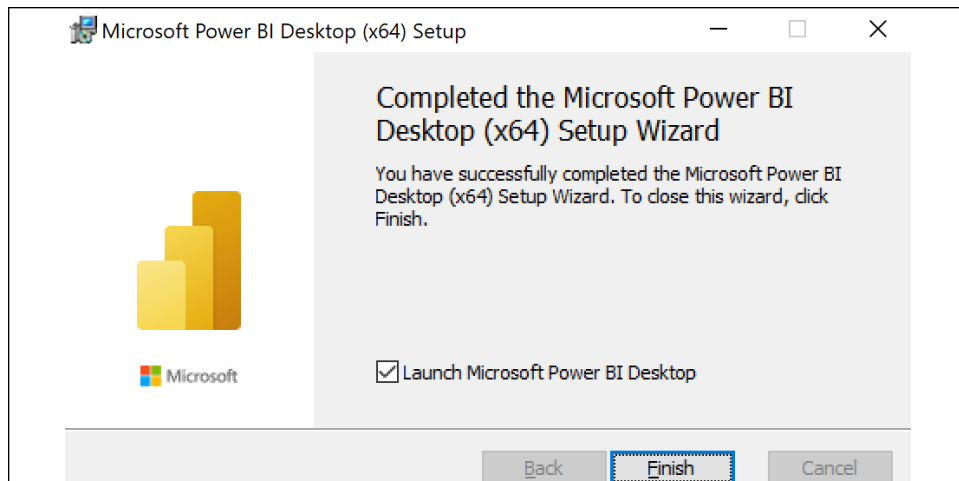 Microsoft Power BI Desktop (x64) Setup
Completed the Microsoft Power BI
Desktop (x64) Setup Wizard
You have successfully completed the Microsoft Power BI
Desktop (x64) Setup Wizard. To close this wizard, click
Finish.
Microsoft
Launch Microsoft Power BI Desktop
Back Finish Cancel